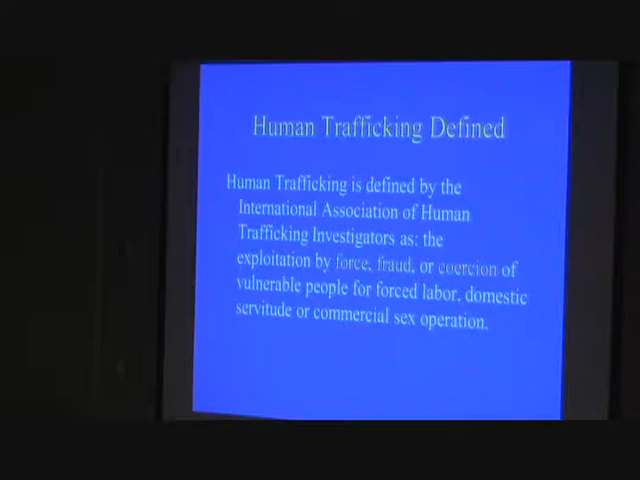 Human Trafficking Defined
Human Trafficking is defined by the
International Association of Human
Trafficking Investigators as: the
exploitation by force, fraud, or coercion of
vulnerable people for forced labor, domestic
servitude or commercial sex operation.